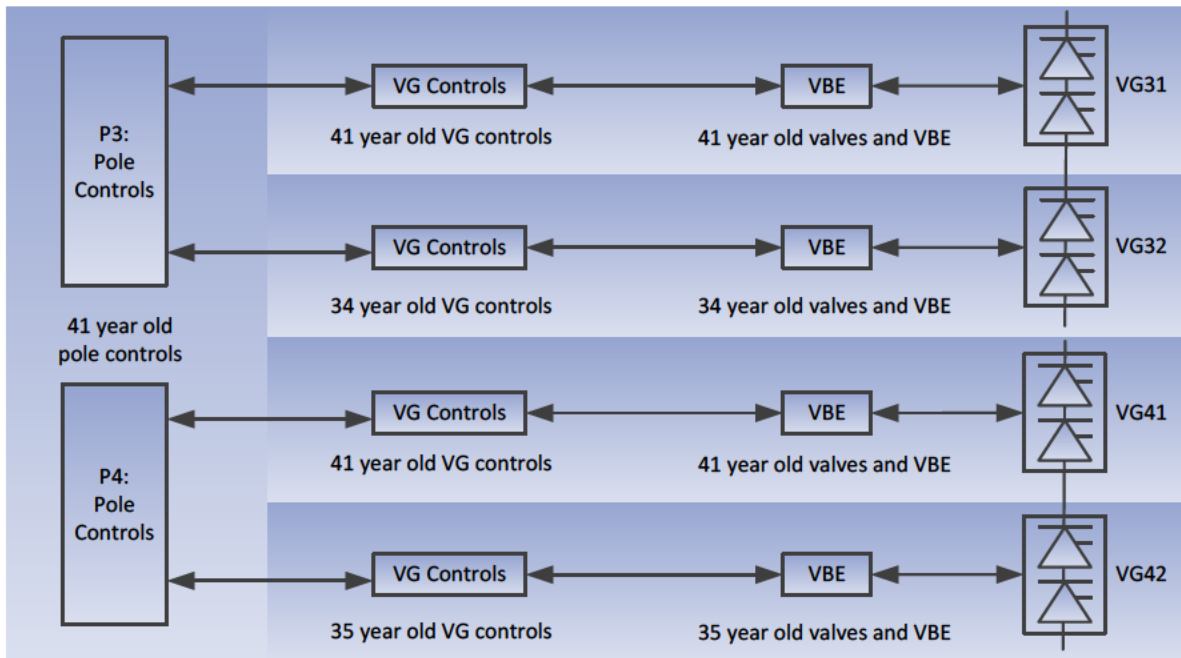 P3:
Pole
Controls
VG Controls
VBE
VG31
41 year old VG controls
41 year old valves and VBE
VG Controls
VBE
VG32
34 year old VG controls
34 year old valves and VBE
41 year old
pole controls
P4:
Pole
Controls
VG Controls
VBE
VG41
41 year old VG controls
41 year old valves and VBE
VG Controls
VBE
VG42
35 year old VG controls
35 year old valves and VBE